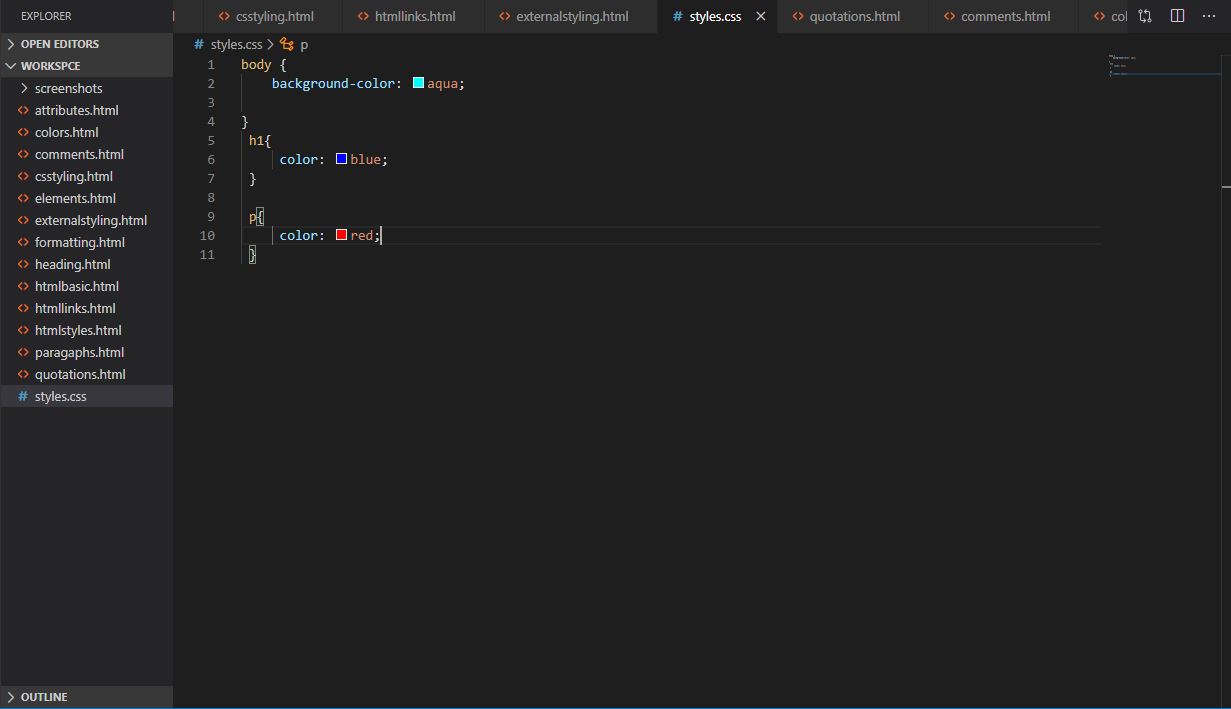 EXPLORER
csstyling.html
htmllinks.html
externalstyling.html
# styles.css
quotations.html
comments.html
col
OPEN EDITORS
WORKSPCE
screenshots
attributes.html
colors.html
comments.html
csstyling.html
elements.html
externalstyling.html
formatting.html
heading.html
htmlbasic.html
htmllinks.html
htmlstyles.html
paragaphs.html
quotations.html
# styles.css
OUTLINE
# styles.css > p
1 body {
2 background-color: aqua;
3
4 }
5 h1{
6 color: blue;
7 }
8
9 p{
10 color: red;
11 }